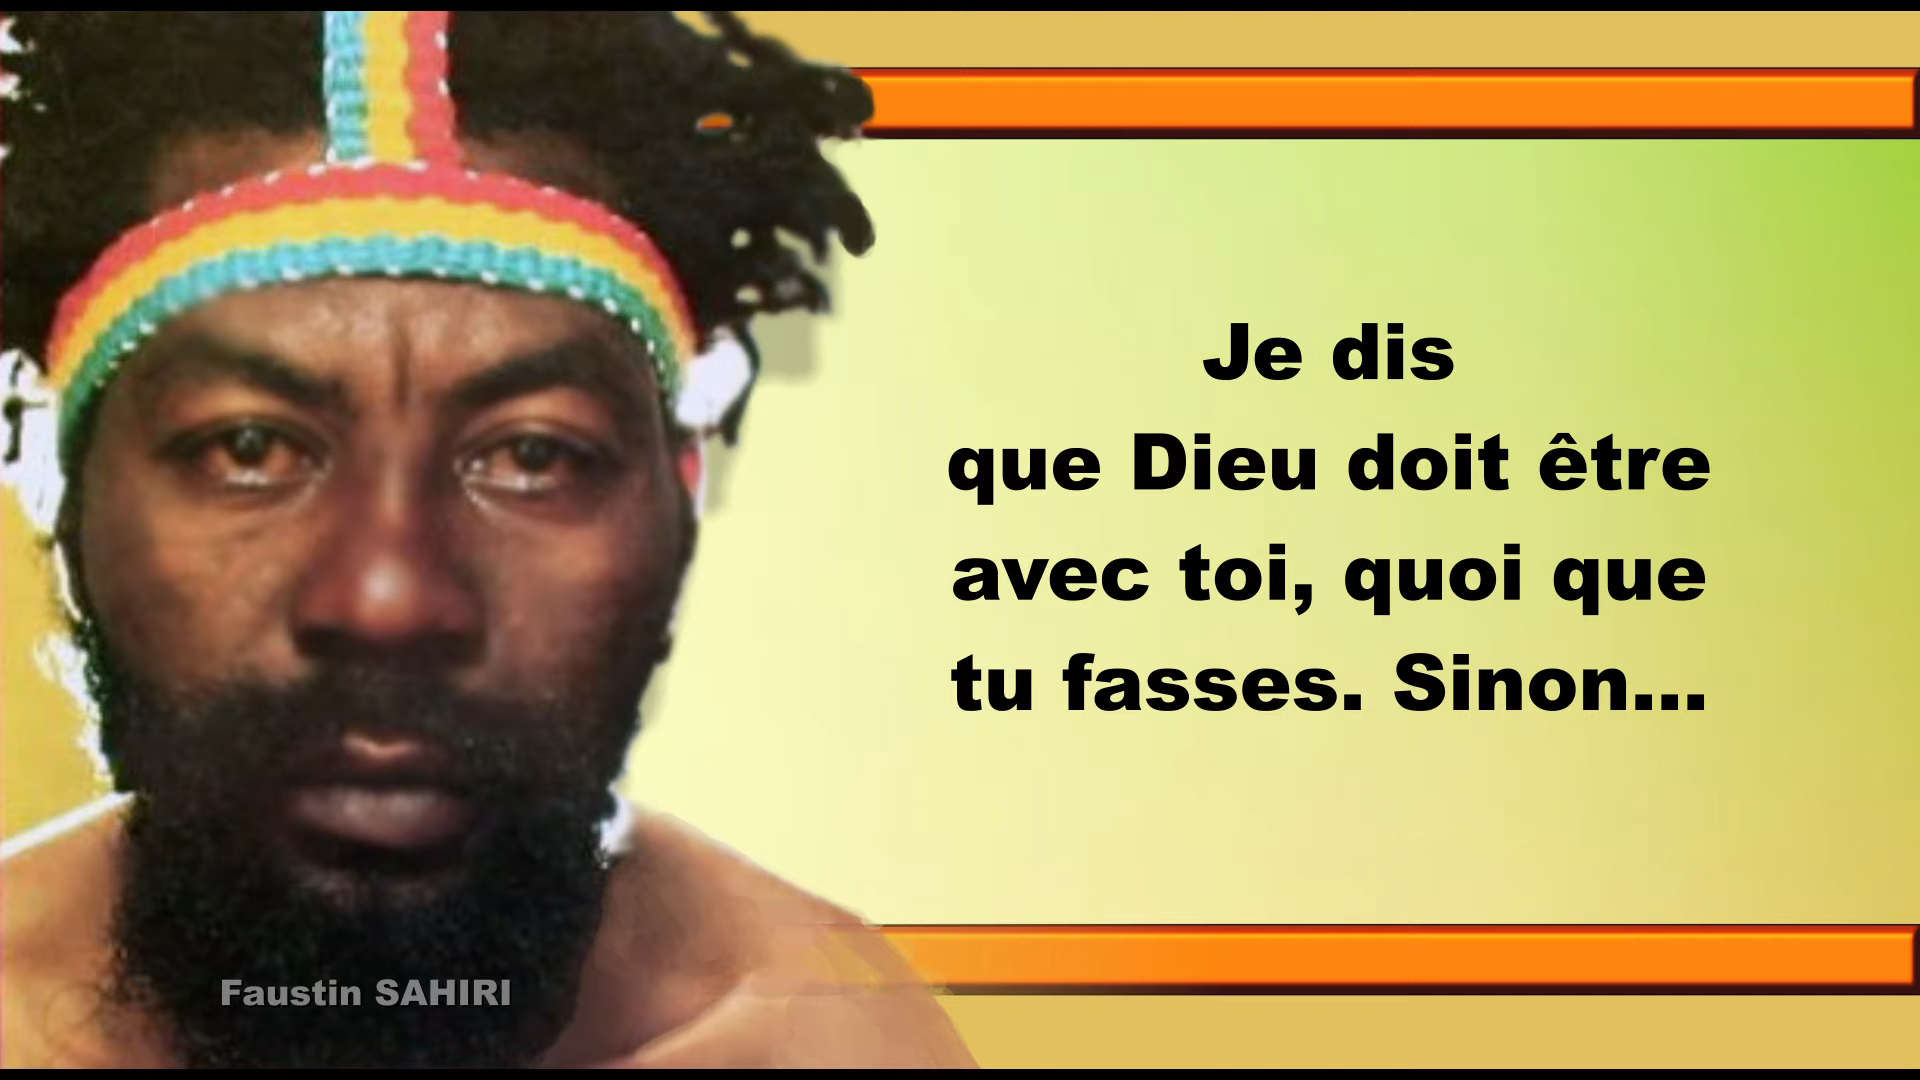 Je dis
que Dieu doit être
avec toi, quoi que
tu fasses. Sinon...
Faustin SAHIRI